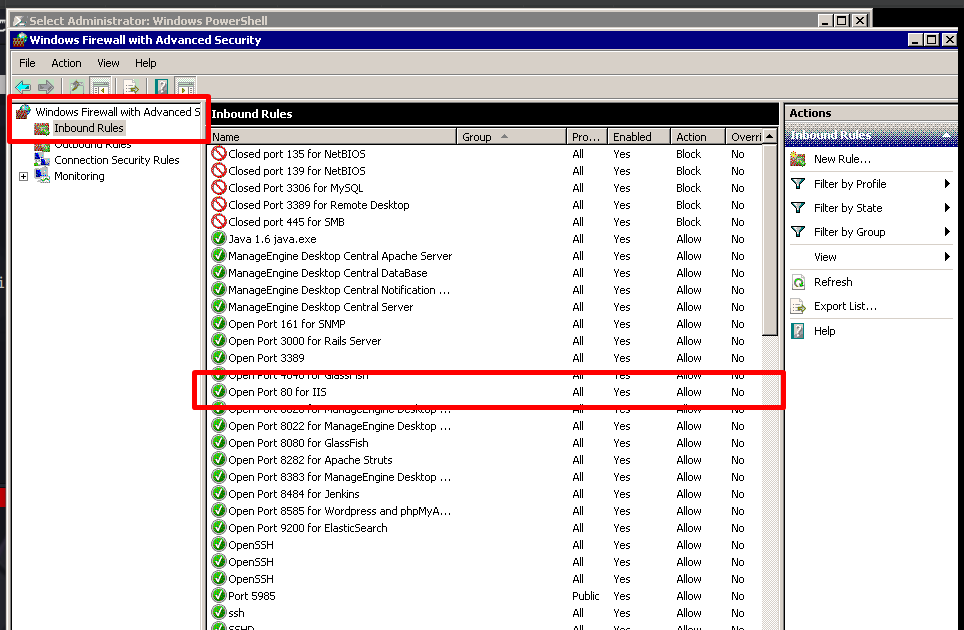 Select Administrator: Windows PowerShell
Windows Firewall with Advanced Security
File Action View Help
Windows Firewall with Advanced S
Inbound Rules
Outbound Rules
Connection Security Rules
Monitoring
Inbound Rules
Name Group Pro... Enabled Action Overri
Closed port 135 for NetBIOS All Yes Block No
Closed port 139 for NetBIOS All Yes Block No
Closed Port 3306 for MySQL All Yes Block No
Closed Port 3389 for Remote Desktop All Yes Block No
Closed port 445 for SMB All Yes Block No
Java 1.6 java.exe All Yes Allow No
ManageEngine Desktop Central Apache Server All Yes Allow No
ManageEngine Desktop Central DataBase All Yes Allow No
ManageEngine Desktop Central Notification ... All Yes Allow No
ManageEngine Desktop Central Server All Yes Allow No
Open Port 161 for SNMP All Yes Allow No
Open Port 3000 for Rails Server All Yes Allow No
Open Port 3389 All Yes Allow No
Open Port 4848 for GlassFish All Yes Allow No
Open Port 80 for IIS All Yes Allow No
Open Port 8020 for ManageEngine Desktop ... All Yes Allow No
Open Port 8022 for ManageEngine Desktop ... All Yes Allow No
Open Port 8080 for GlassFish All Yes Allow No
Open Port 8282 for Apache Struts All Yes Allow No
Open Port 8383 for ManageEngine Desktop ... All Yes Allow No
Open Port 8484 for Jenkins All Yes Allow No
Open Port 8585 for Wordpress and phpMyA... All Yes Allow No
Open Port 9200 for ElasticSearch All Yes Allow No
OpenSSH All Yes Allow No
OpenSSH All Yes Allow No
OpenSSH All Yes Allow No
Port 5985 Public Yes Allow No
ssh All Yes Allow No
SSHD All Yes Allow No
Actions
Inbound Rules
New Rule...
Filter by Profile
Filter by State
Filter by Group
View
Refresh
Export List...
Help